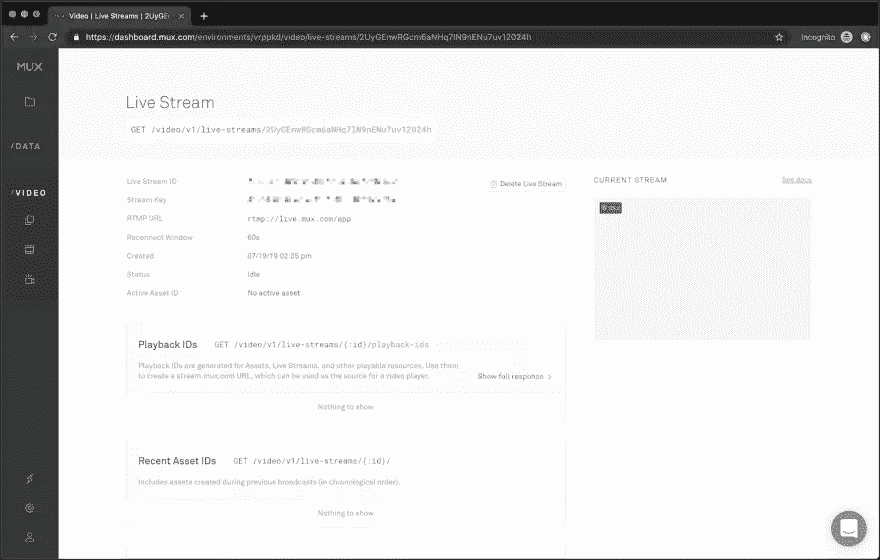 Video | Live Streams | 2UyGEn
https://dashboard.mux.com/environments/vrppkd/video/live-streams/2UyGEnwRGcm6aNHq7IN9nENu7uv12024h
Incognito
MUX
/DATA
/VIDEO
Live Stream
GET /video/v1/live-streams/2UyGEnwRGcm6aNHq7IN9nENu7uv12024h
Live Stream ID
Delete Live Stream
Stream Key
RTMP URL rtmp://live.mux.com/app
Reconnect Window 60s
Created 07/19/19 02:35 pm
Status Idle
Active Asset ID No active asset
CURRENT STREAM See docs
Playback IDs GET /video/v1/live-streams/{:id}/playback-ids
Playback IDs are generated for Assets, Live Streams, and other playable resources. Use them
to create a stream.mux.com URL, which can be used as the source for a video player.
Show full response
Nothing to show
Recent Asset IDs GET /video/v1/live-streams/{:id}/
Includes assets created during previous broadcasts (in chronological order).
Nothing to show